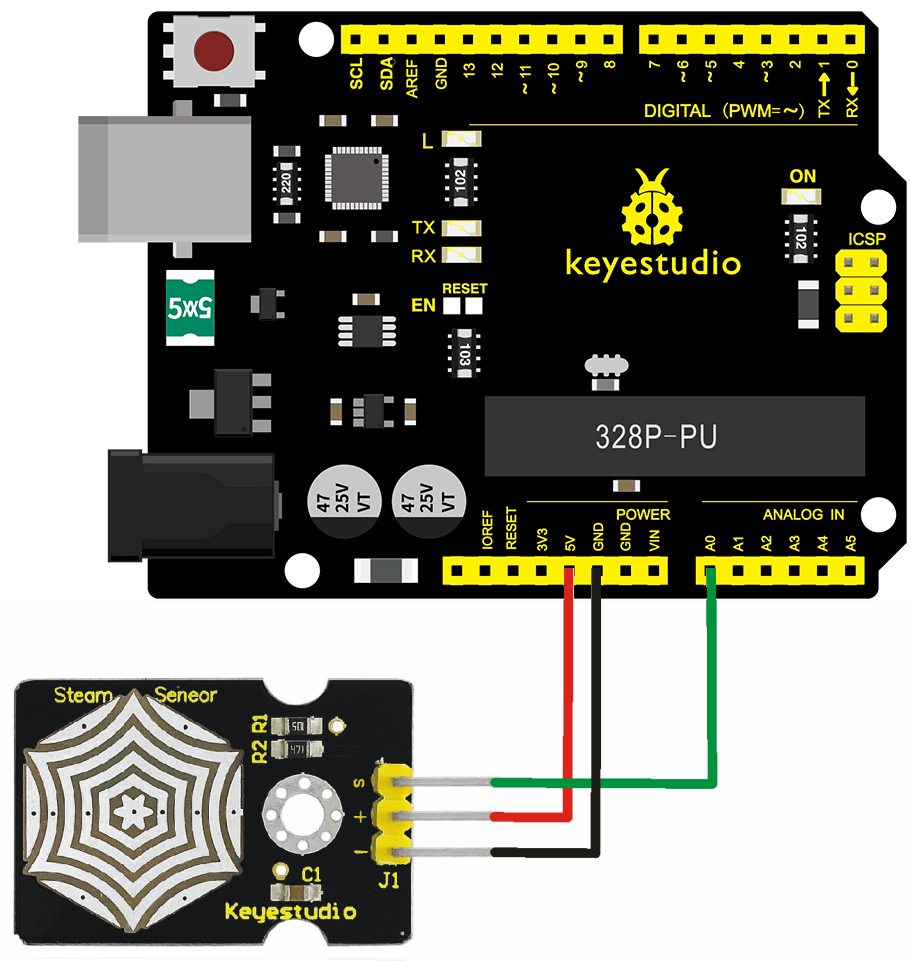 SCL
SDA
AREF
GND
13
12
~11
~10
~9
8
7
~6
~5
4
~3
2
TX→1
RX←0
DIGITAL (PWM=~)
L
220
102
ON
TX
RX
102
keyestudio
ICSP
RESET
EN
5XX5
103
328P-PU
47
25V
VT
47
25V
VT
POWER
ANALOG IN
IOREF
RESET
3V3
5V
GND
GND
VIN
A0
A1
A2
A3
A4
A5
Steam Seneor
R1
501
R2
471
S
+
-
C1
J1
Keyestudio